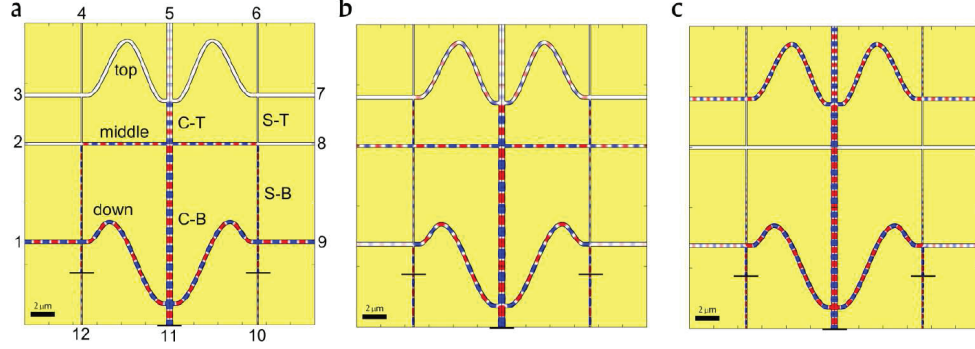 a
4 5 6
top
3 7
C-T S-T
middle
2 8
S-B
down C-B
1 9
2 μm
12 11 10
b
2 μm
c
2 μm